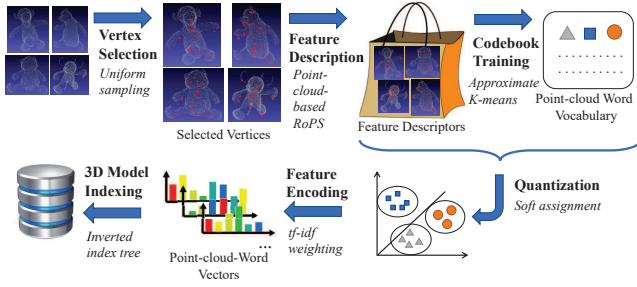 Vertex
Selection
Uniform
sampling
Selected Vertices
Feature
Description
Point-
cloud-
based
RoPS
Feature Descriptors
Codebook
Training
Approximate
K-means
Point-cloud Word
Vocabulary
Quantization
Soft assignment
Feature
Encoding
tf-idf
weighting
...
Point-cloud-Word
Vectors
3D Model
Indexing
Inverted
index tree